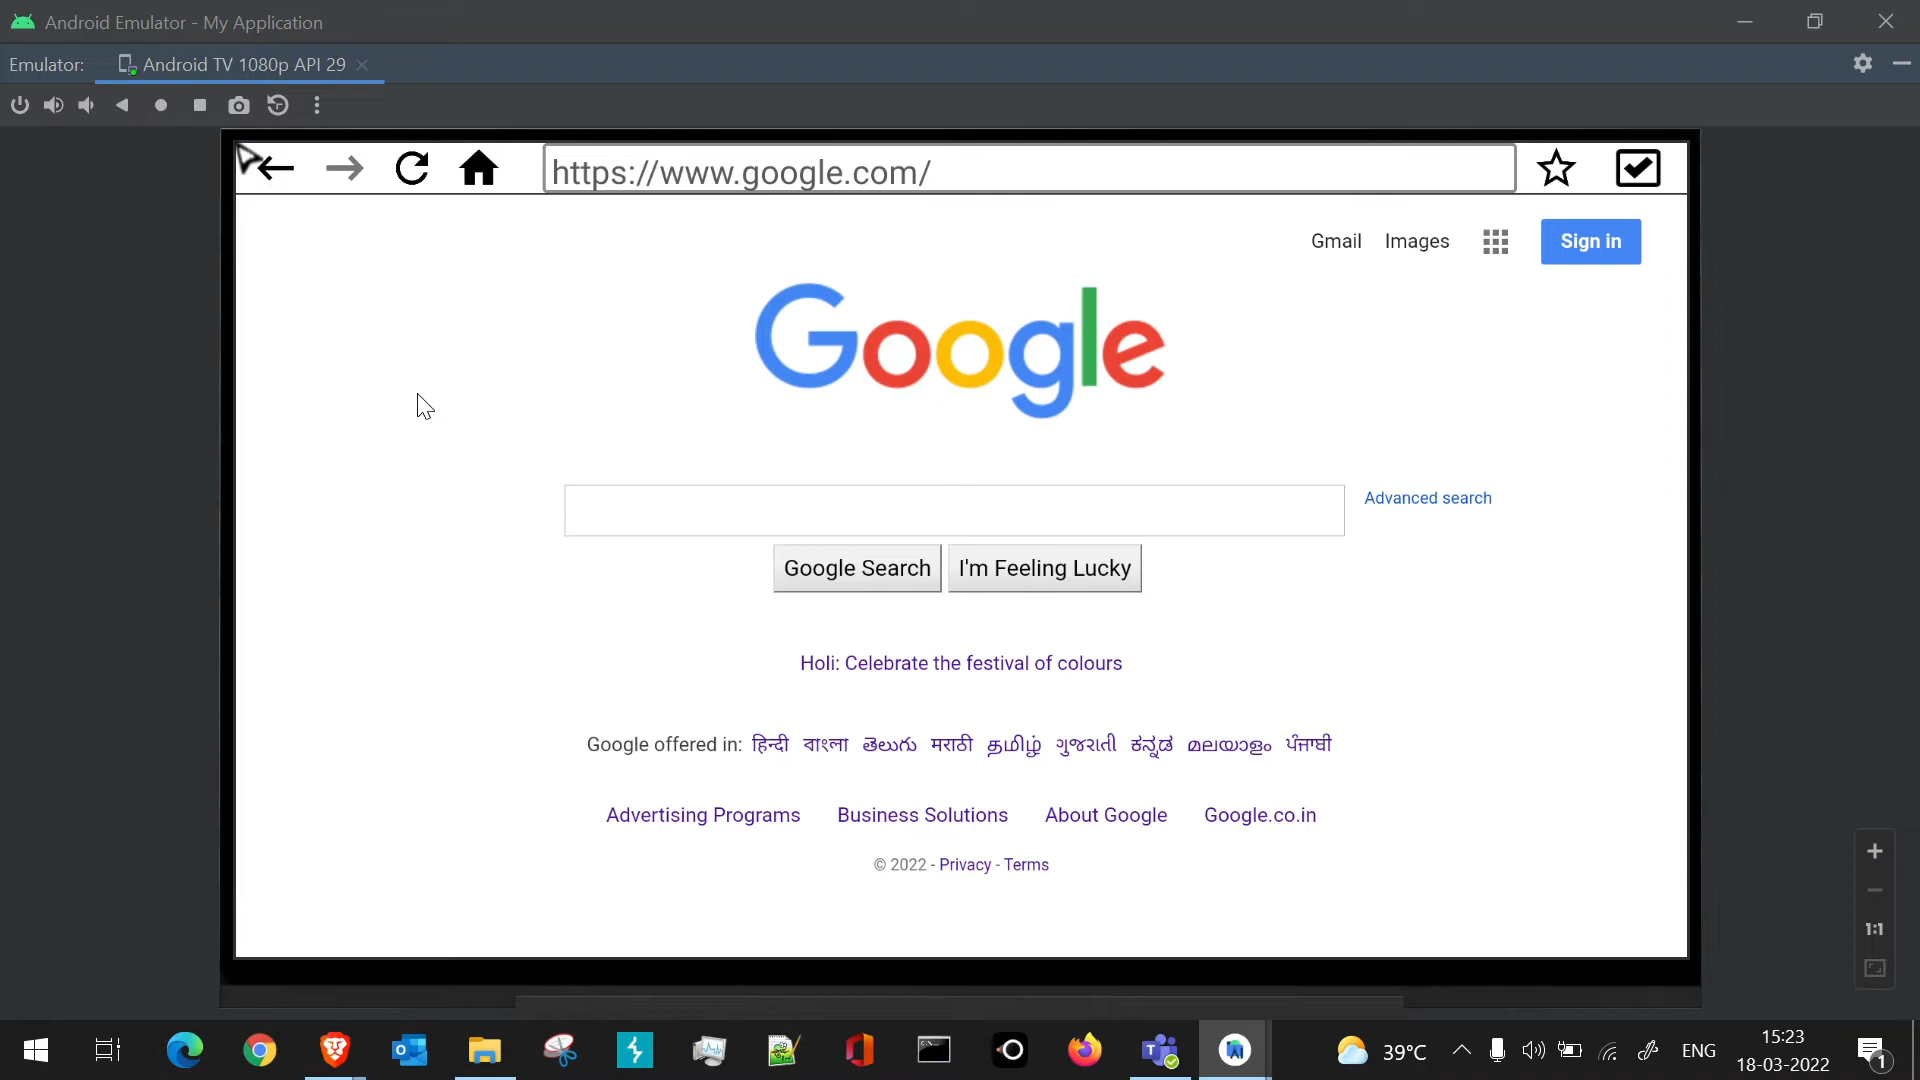 Android Emulator - My Application
Emulator: Android TV 1080p API 29
https://www.google.com/
Gmail Images Sign in
Google
Advanced search
Google Search I'm Feeling Lucky
Holi: Celebrate the festival of colours
Google offered in: हिन्दी বাংলা తెలుగు मराठी தமிழ் ગુજરાતી ಕನ್ನಡ മലയാളം ਪੰਜਾਬੀ
Advertising Programs Business Solutions About Google Google.co.in
© 2022 - Privacy - Terms
1:1
39°C ENG 15:23
18-03-2022
1